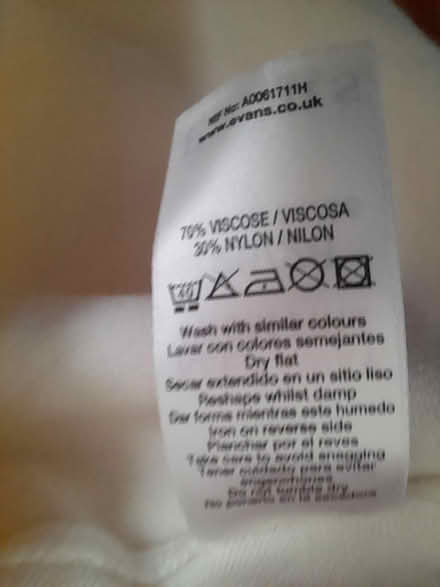 REF No: A0061711H
www.evans.co.uk
70% VISCOSE / VISCOSA
30% NYLON / NILON
40
Wash with similar colours
Lavar con colores semejantes
Dry flat
Secar extendido en un sitio liso
Reshape whilst damp
Dar forma mientras este humedo
Iron on reverse side
Planchar por el reves
Take care to avoid snagging
Tener cuidado para evitar
enganchones
Do not tumble dry
No ponerlo en la secadora